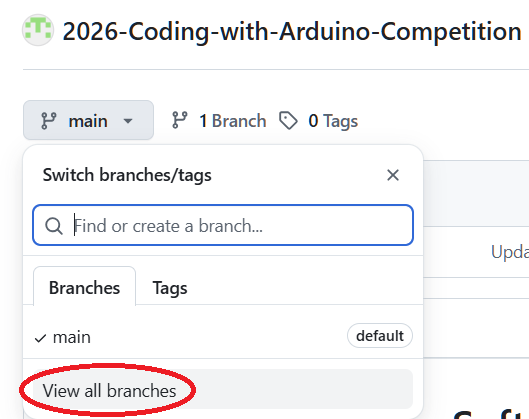 2026-Coding-with-Arduino-Competition
main 1 Branch 0 Tags
Switch branches/tags
Find or create a branch...
Branches Tags
main default
View all branches